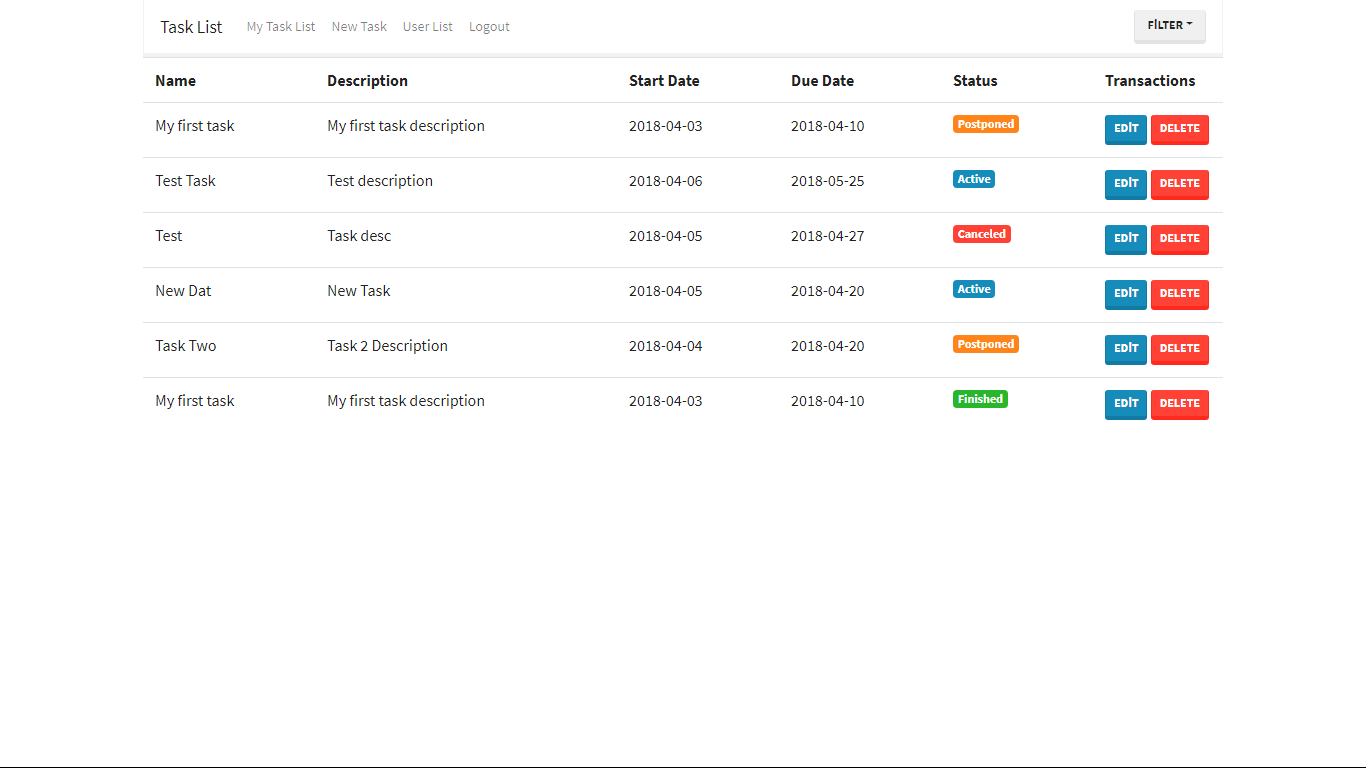 Task List My Task List New Task User List Logout FİLTER
Name Description Start Date Due Date Status Transactions
My first task My first task description 2018-04-03 2018-04-10 Postponed EDİT DELETE
Test Task Test description 2018-04-06 2018-05-25 Active EDİT DELETE
Test Task desc 2018-04-05 2018-04-27 Canceled EDİT DELETE
New Dat New Task 2018-04-05 2018-04-20 Active EDİT DELETE
Task Two Task 2 Description 2018-04-04 2018-04-20 Postponed EDİT DELETE
My first task My first task description 2018-04-03 2018-04-10 Finished EDİT DELETE